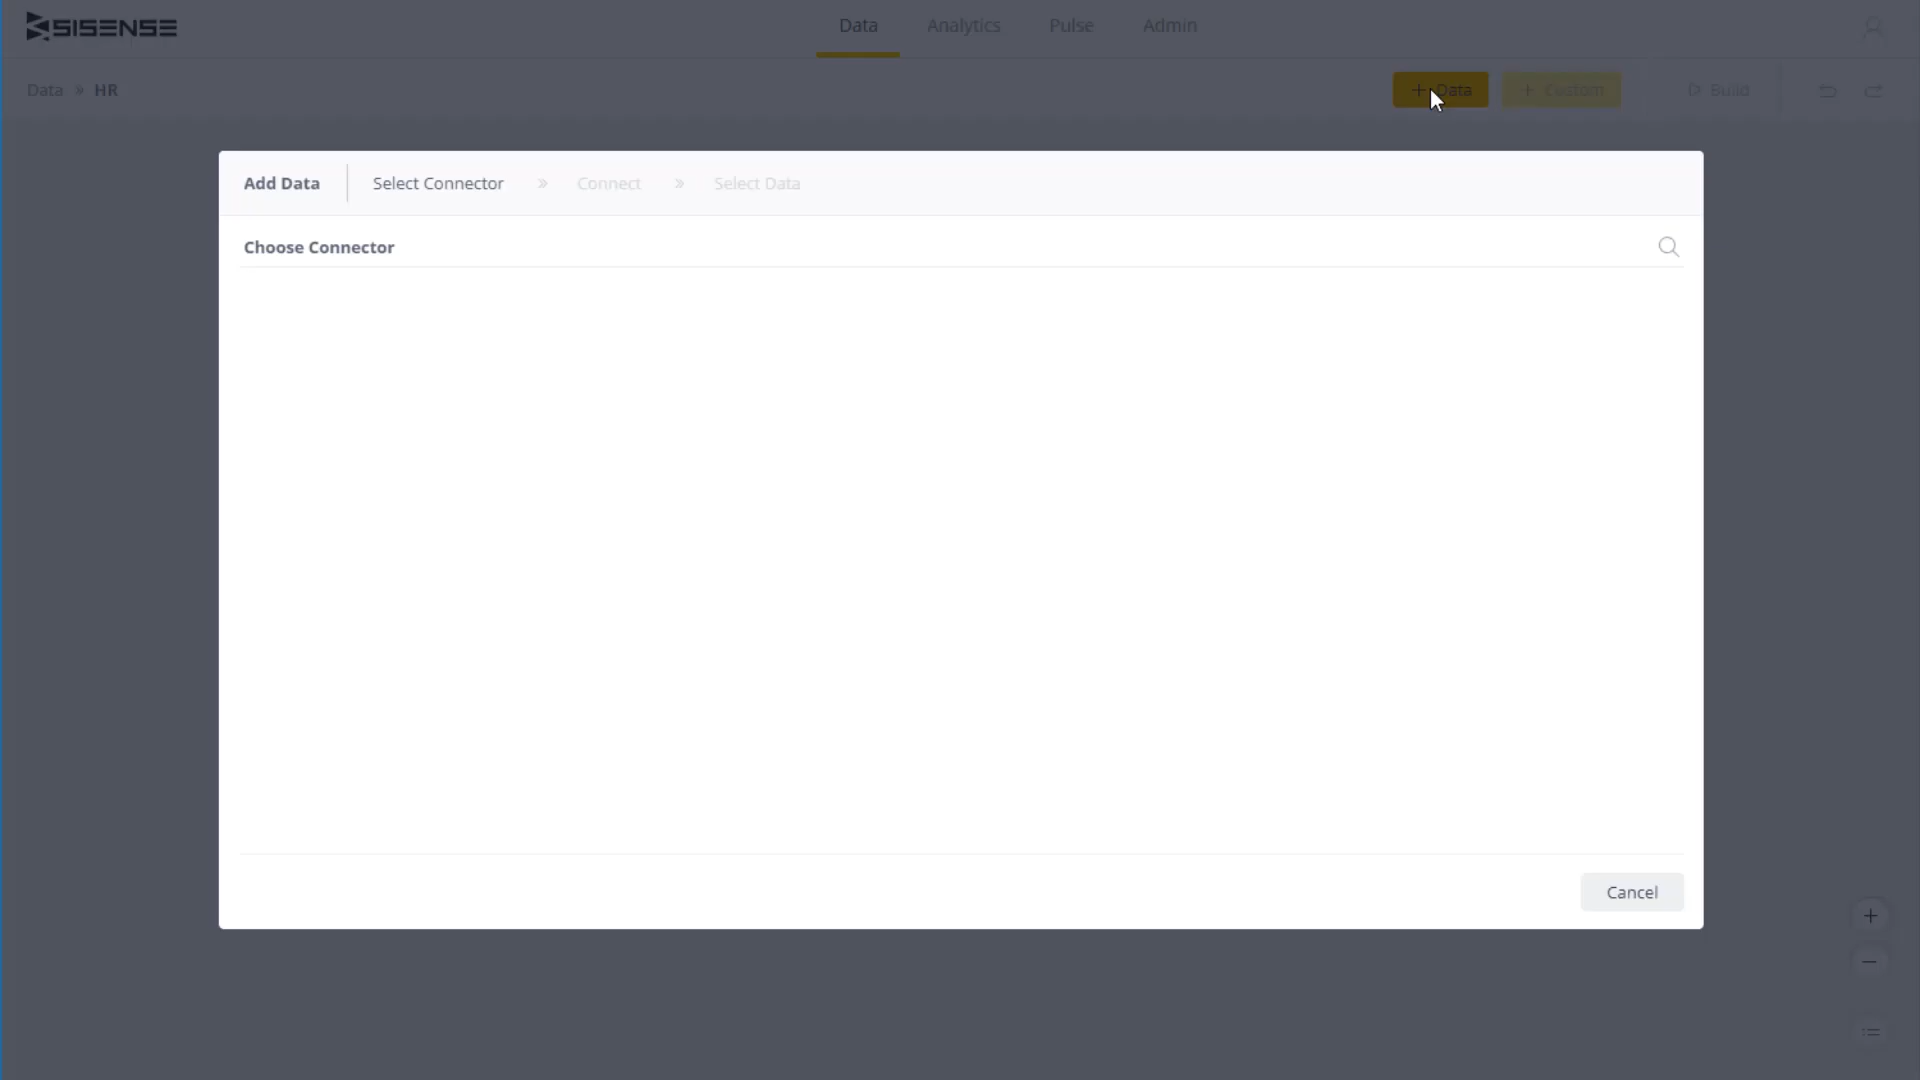 SISENSE
Data Analytics Pulse Admin
Data » HR
+ Data + Custom Build
Add Data Select Connector » Connect » Select Data
Choose Connector
Cancel